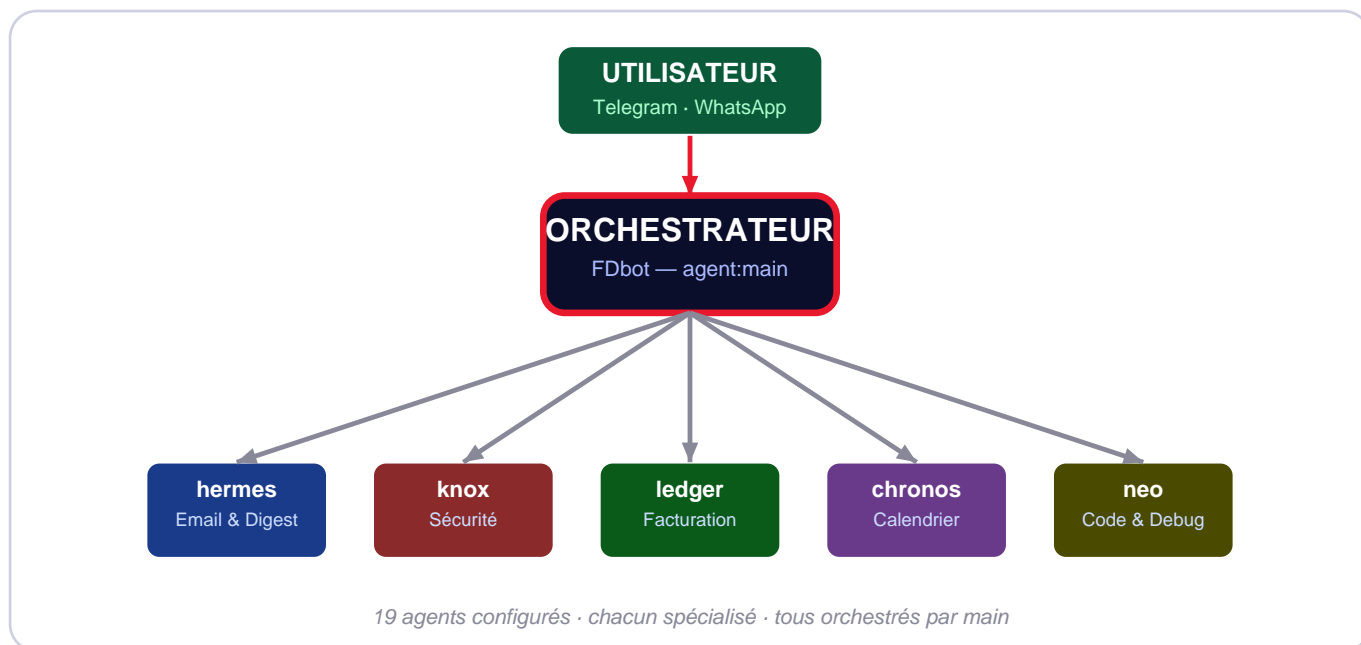 UTILISATEUR
Telegram · WhatsApp
ORCHESTRATEUR
FDbot — agent:main
hermes
Email & Digest
knox
Sécurité
ledger
Facturation
chronos
Calendrier
neo
Code & Debug
19 agents configurés · chacun spécialisé · tous orchestrés par main